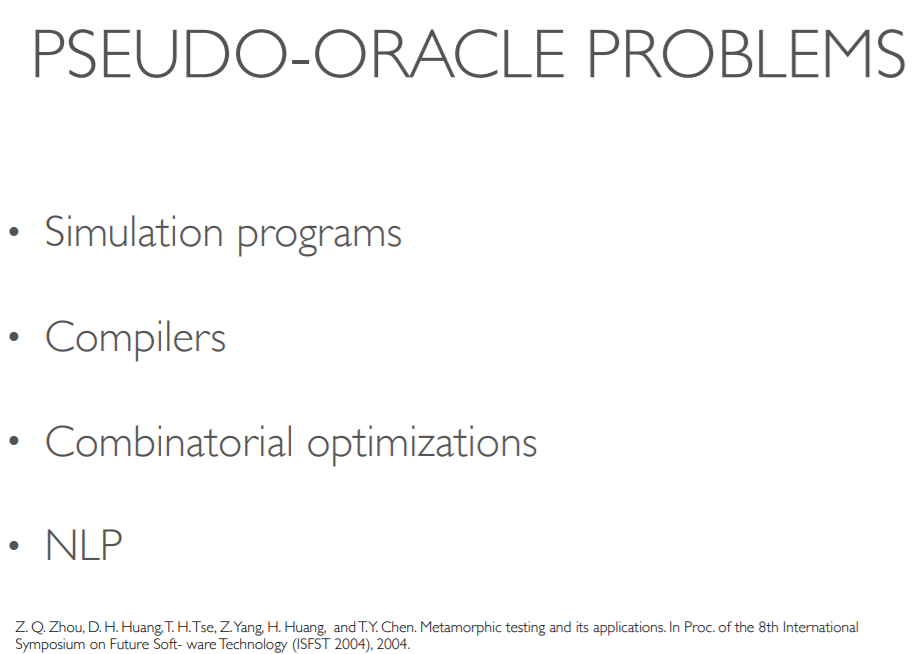 PSEUDO-ORACLE PROBLEMS
• Simulation programs
• Compilers
• Combinatorial optimizations
• NLP
Z. Q. Zhou, D. H. Huang,T. H.Tse, Z.Yang, H. Huang, and T.Y. Chen. Metamorphic testing and its applications. In Proc. of the 8th International
Symposium on Future Soft- ware Technology (ISFST 2004), 2004.